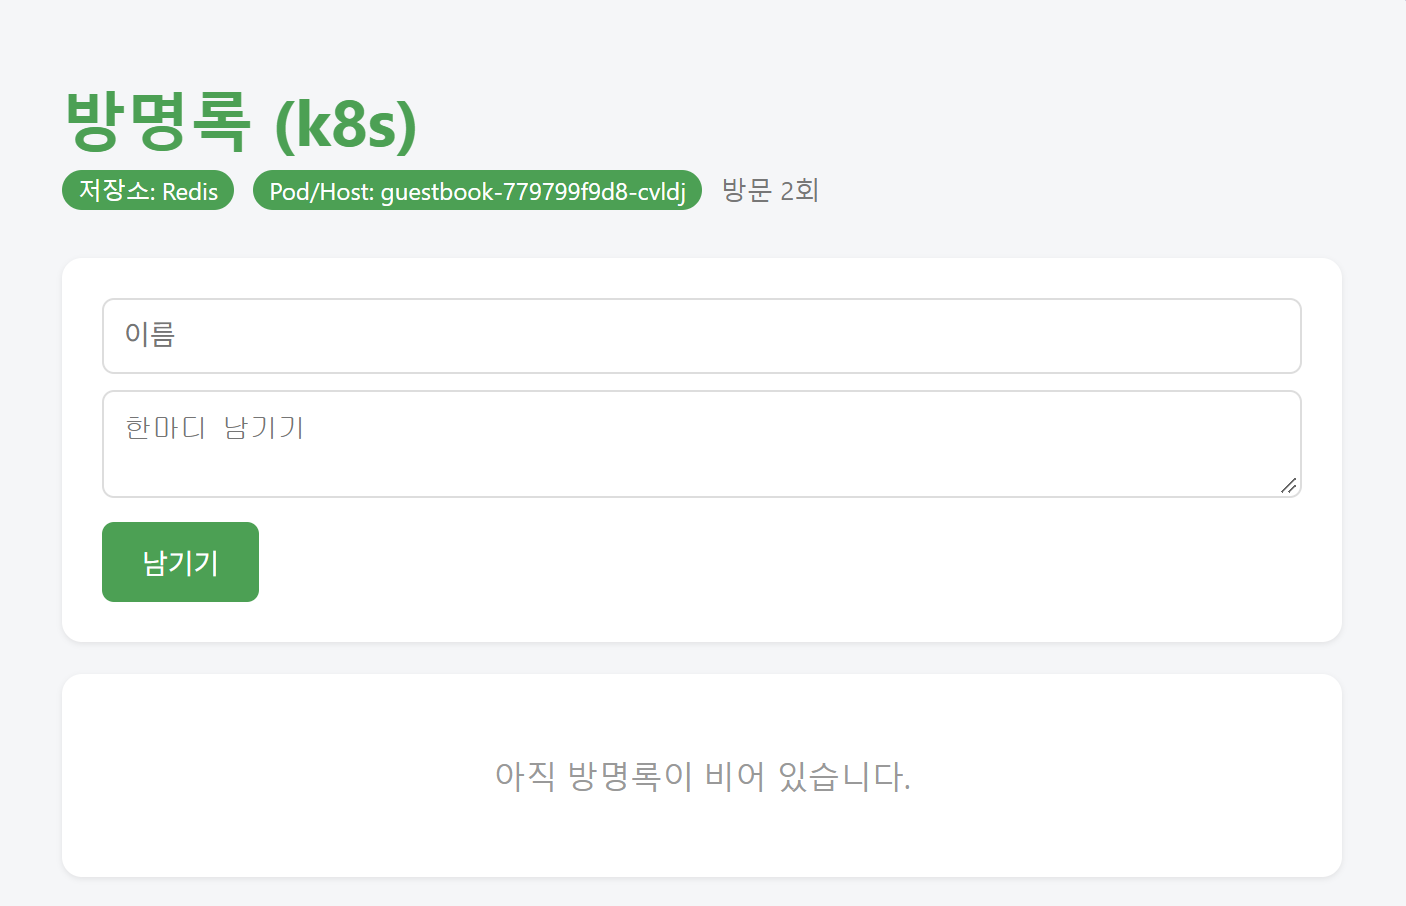 방명록 (k8s)
저장소: Redis Pod/Host: guestbook-779799f9d8-cvldj 방문 2회
이름
한마디 남기기
남기기
아직 방명록이 비어 있습니다.